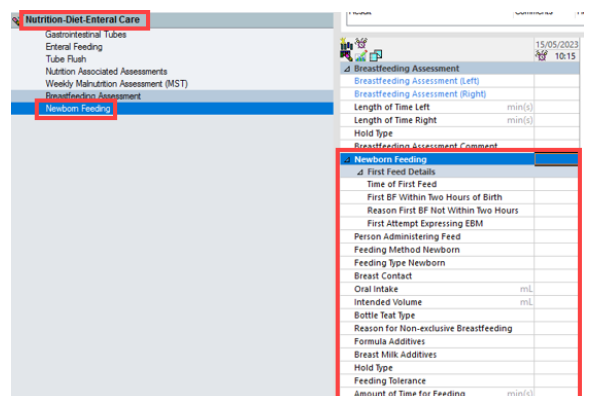 Nutrition-Diet-Enteral Care
Gastrointestinal Tubes
Enteral Feeding
Tube Flush
Nutrition Associated Assessments
Weekly Malnutrition Assessment (MST)
Breastfeeding Assessment
Newborn Feeding
Result Comments
15/05/2023
10:15
Breastfeeding Assessment
Breastfeeding Assessment (Left)
Breastfeeding Assessment (Right)
Length of Time Left min(s)
Length of Time Right min(s)
Hold Type
Breastfeeding Assessment Comment
Newborn Feeding
First Feed Details
Time of First Feed
First BF Within Two Hours of Birth
Reason First BF Not Within Two Hours
First Attempt Expressing EBM
Person Administering Feed
Feeding Method Newborn
Feeding Type Newborn
Breast Contact
Oral Intake mL
Intended Volume mL
Bottle Teat Type
Reason for Non-exclusive Breastfeeding
Formula Additives
Breast Milk Additives
Hold Type
Feeding Tolerance
Amount of Time for Feeding min(s)